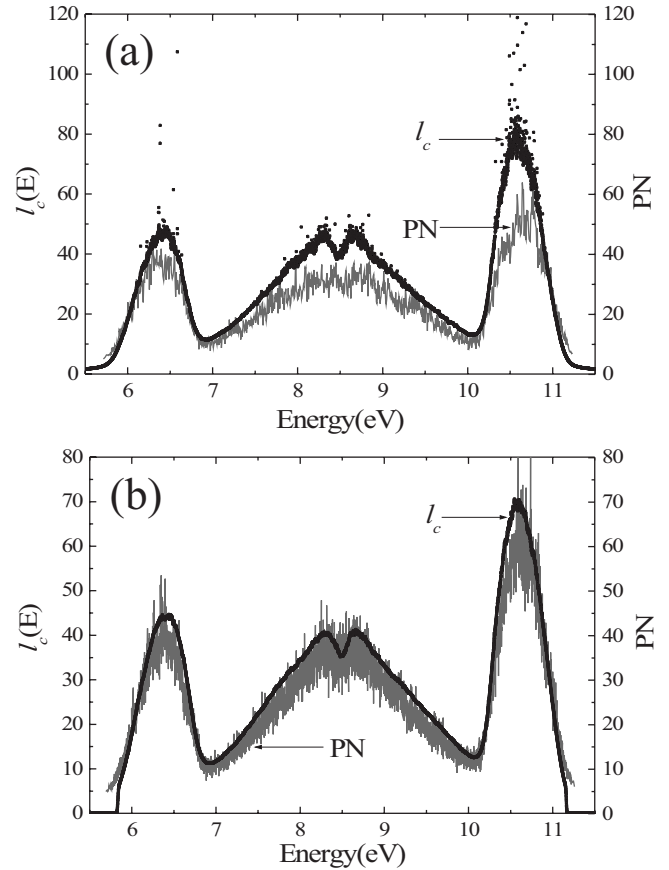 (a)
120 120
100 100
80 80
60 60
40 40
20 20
0 0
l_c(E)
PN
l_c
PN
6 7 8 9 10 11
Energy(eV)
(b)
80 80
70 70
60 60
50 50
40 40
30 30
20 20
10 10
0 0
l_c(E)
PN
l_c
PN
6 7 8 9 10 11
Energy(eV)